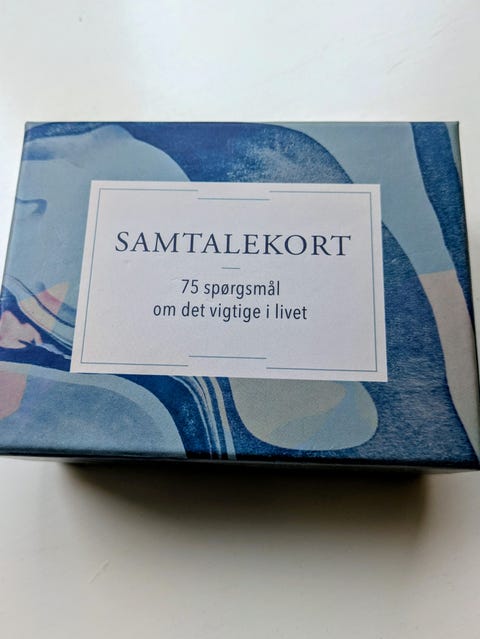 SAMTALEKORT
75 spørgsmål
om det vigtige i livet